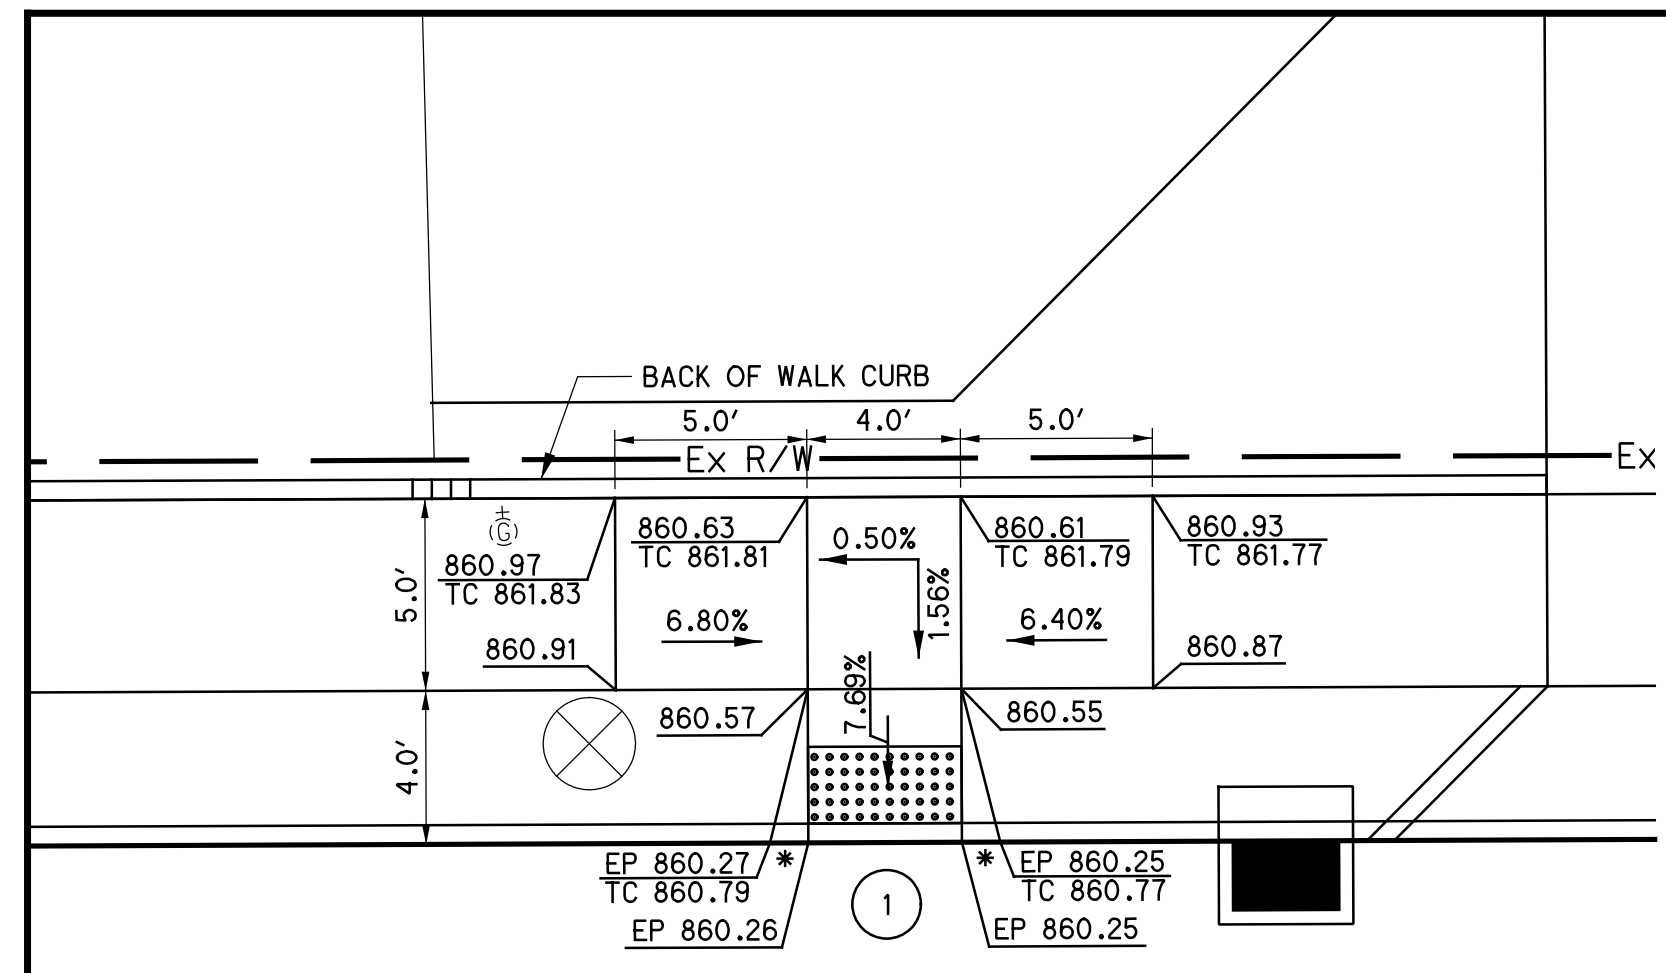 BACK OF WALK CURB
5.0′
4.0′
5.0′
Ex R/W
Ex
860.63
TC 861.81
0.50%
860.61
TC 861.79
860.93
TC 861.77
±
(G)
860.97
TC 861.83
5.0′
6.80%
1.56%
6.40%
860.91
860.87
7.69%
860.57
860.55
4.0′
EP 860.27
TC 860.79
*
*
EP 860.25
TC 860.77
1
EP 860.26
EP 860.25